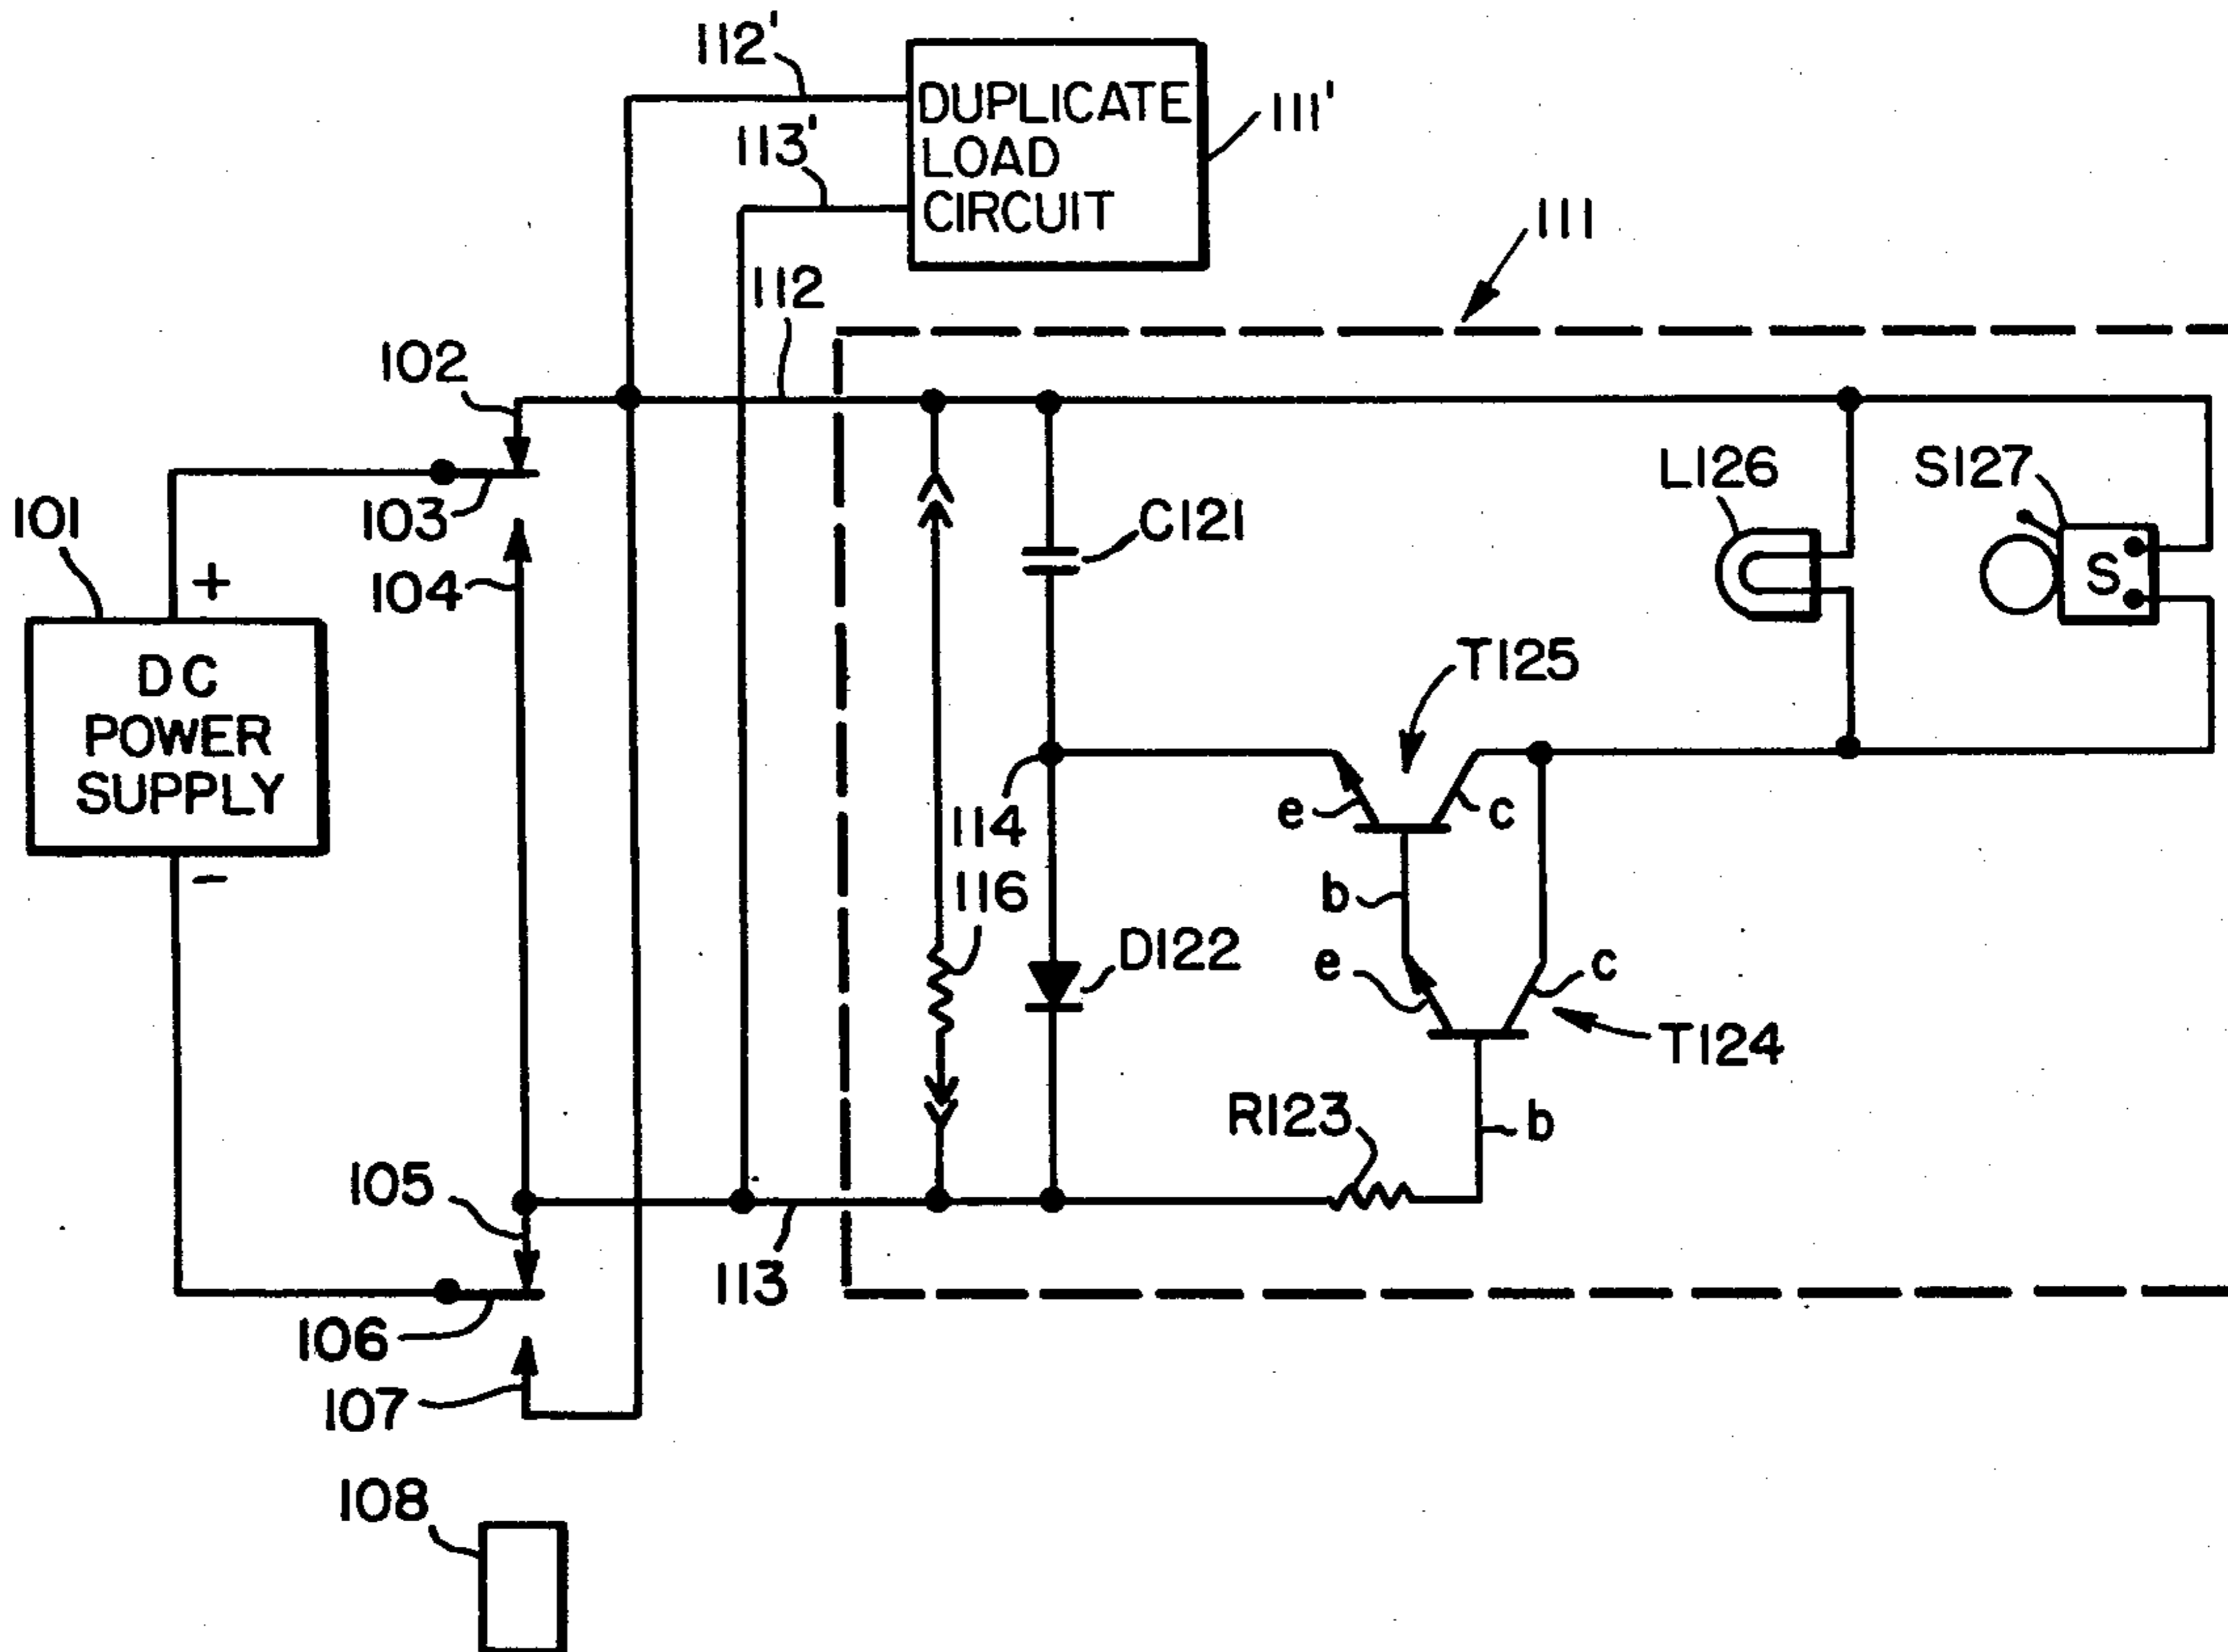 112'
DUPLICATE
LOAD
CIRCUIT
111'
113'
111
112
102
103
104
101
+
DC
POWER
SUPPLY
-
L126
S127
S
C121
T125
114
e
c
116
b
D122
e
c
T124
R123
b
105
113
106
107
108